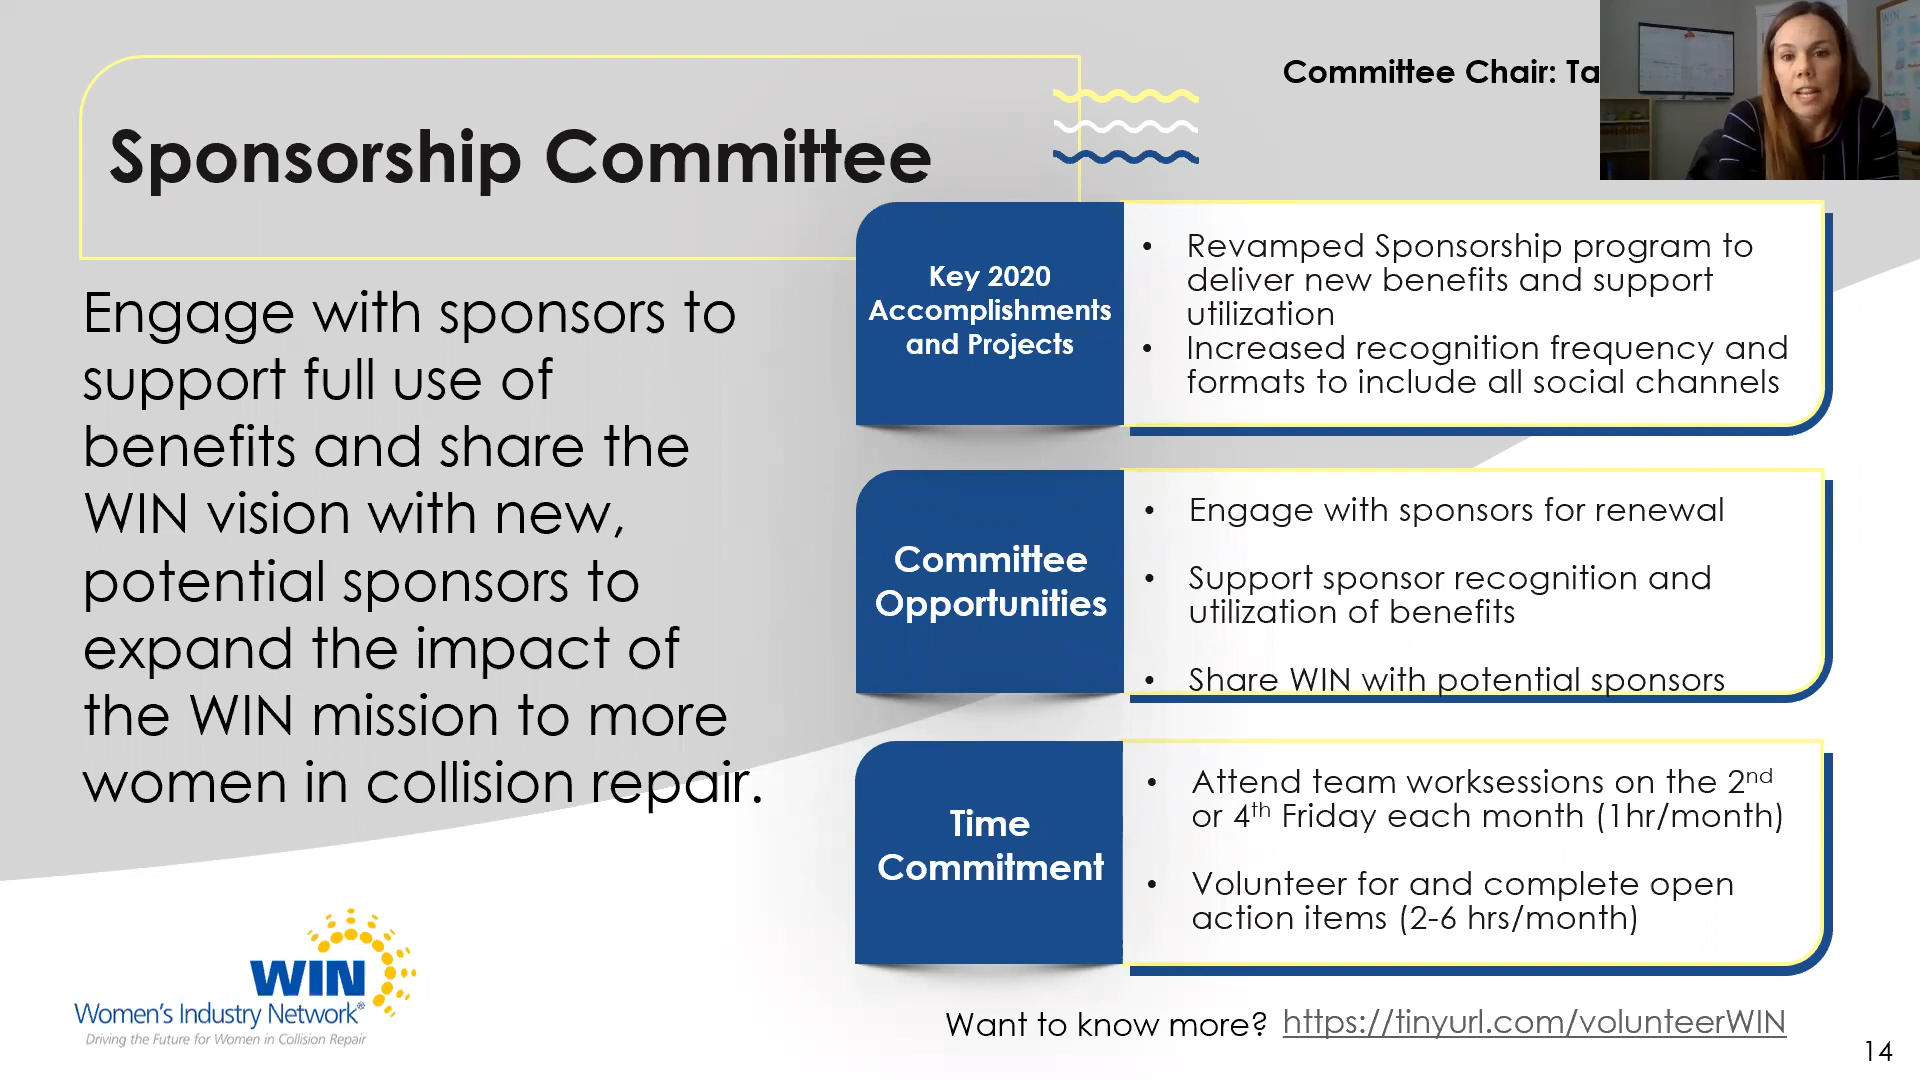 Committee Chair: Ta
Sponsorship Committee
Engage with sponsors to
support full use of
benefits and share the
WIN vision with new,
potential sponsors to
expand the impact of
the WIN mission to more
women in collision repair.
Key 2020
Accomplishments
and Projects
• Revamped Sponsorship program to
deliver new benefits and support
utilization
• Increased recognition frequency and
formats to include all social channels
Committee
Opportunities
• Engage with sponsors for renewal
• Support sponsor recognition and
utilization of benefits
• Share WIN with potential sponsors
Time
Commitment
• Attend team worksessions on the 2nd
or 4th Friday each month (1hr/month)
• Volunteer for and complete open
action items (2-6 hrs/month)
WIN
Women's Industry Network®
Driving the Future for Women in Collision Repair
Want to know more? https://tinyurl.com/volunteerWIN
14